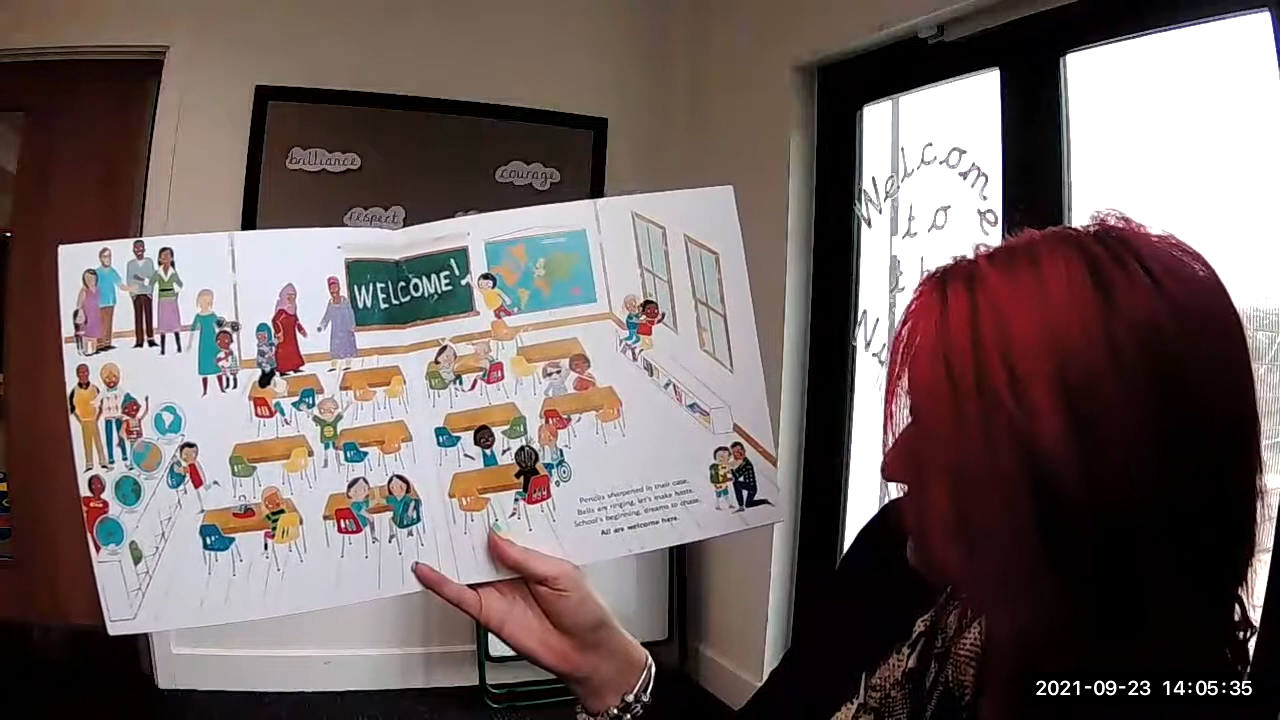 brilliance
courage
respect
Welcome
to
WELCOME!
Pencils sharpened in their case.
Bells are ringing, let's make haste.
School's beginning, dreams to chase.
All are welcome here.
2021-09-23 14:05:35